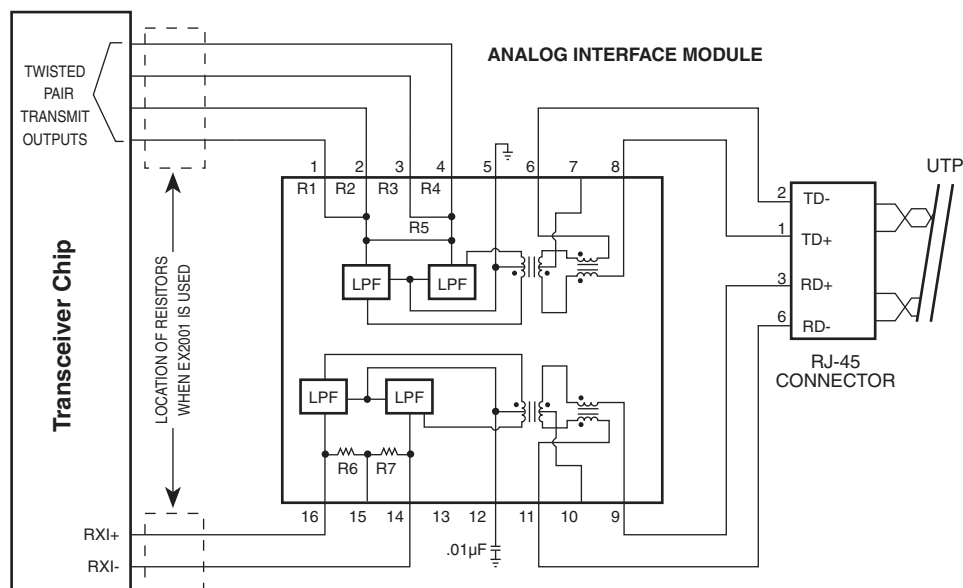 ANALOG INTERFACE MODULE
TWISTED
PAIR
TRANSMIT
OUTPUTS
Transceiver Chip
LOCATION OF REISITORS
WHEN EX2001 IS USED
1 2 3 4 5 6 7 8
R1 R2 R3 R4
R5
LPF LPF
LPF LPF
R6 R7
16 15 14 13 12 11 10 9
.01µF
RXI+
RXI-
UTP
2 TD-
1 TD+
3 RD+
6 RD-
RJ-45
CONNECTOR